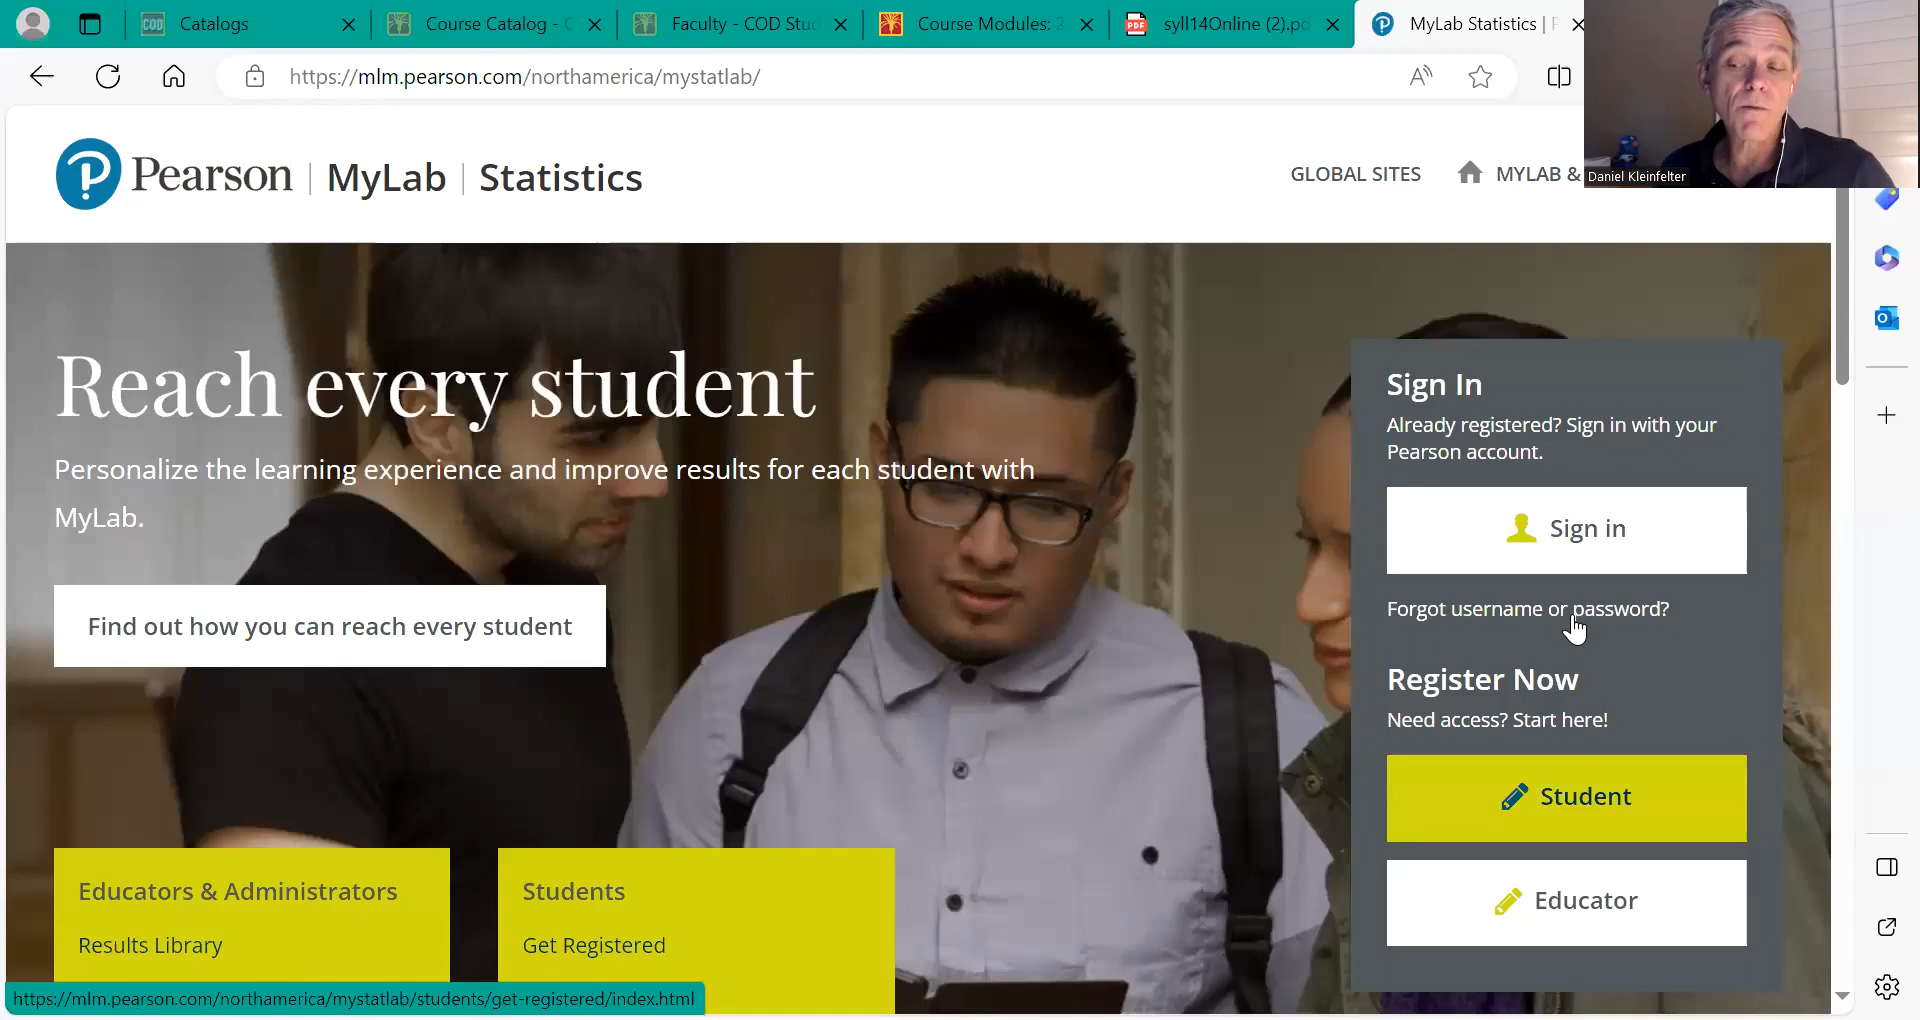 Catalogs
Course Catalog - C
Faculty - COD Stu
Course Modules: 2
syll14Online (2).pd
MyLab Statistics | P
https://mlm.pearson.com/northamerica/mystatlab/
Pearson | MyLab | Statistics
GLOBAL SITES
MYLAB &
Daniel Kleinfelter
Reach every student
Personalize the learning experience and improve results for each student with
MyLab.
Find out how you can reach every student
Sign In
Already registered? Sign in with your
Pearson account.
Sign in
Forgot username or password?
Register Now
Need access? Start here!
Student
Educator
Educators & Administrators
Results Library
Students
Get Registered
https://mlm.pearson.com/northamerica/mystatlab/students/get-registered/index.html